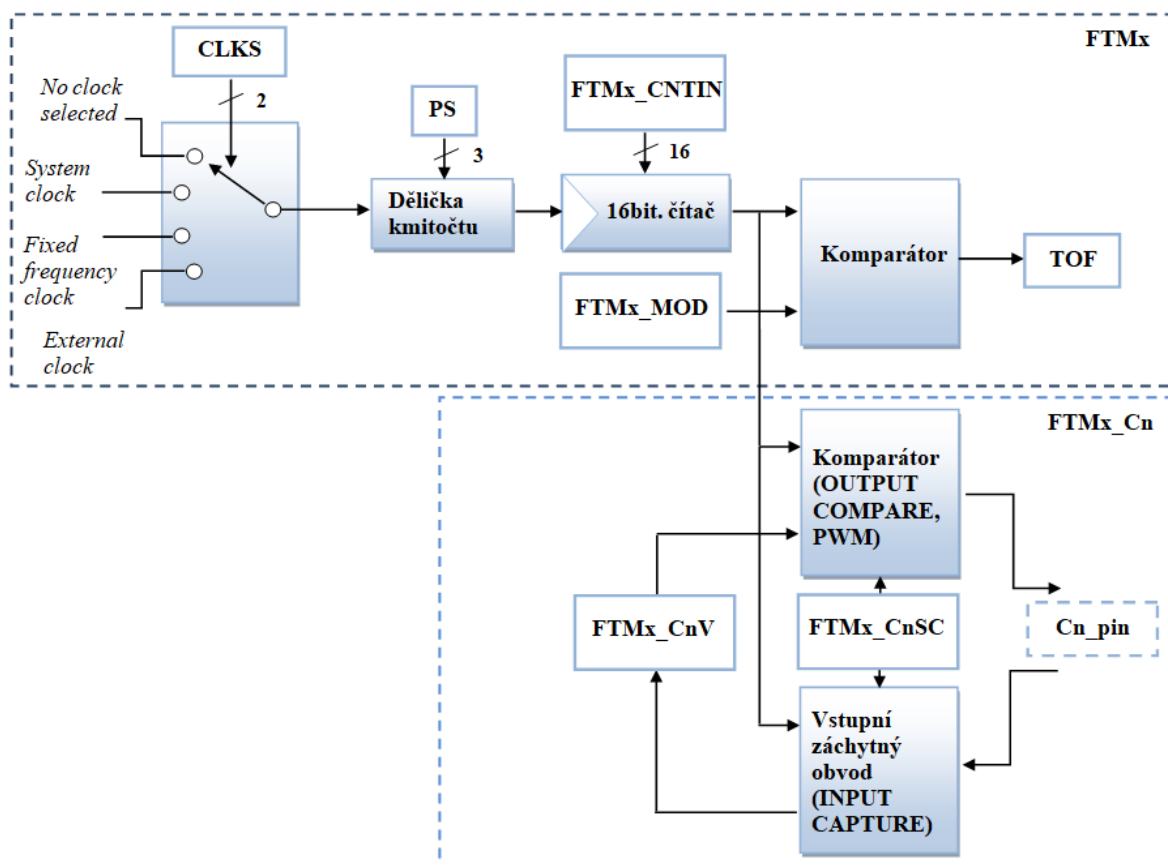 FTMx
CLKS
2
No clock
selected
System
clock
Fixed
frequency
clock
External
clock
PS
3
Dělička
kmitočtu
FTMx_CNTIN
16
16bit. čítač
FTMx_MOD
Komparátor
TOF
FTMx_Cn
Komparátor
(OUTPUT
COMPARE,
PWM)
FTMx_CnV
FTMx_CnSC
Cn_pin
Vstupní
záchytný
obvod
(INPUT
CAPTURE)